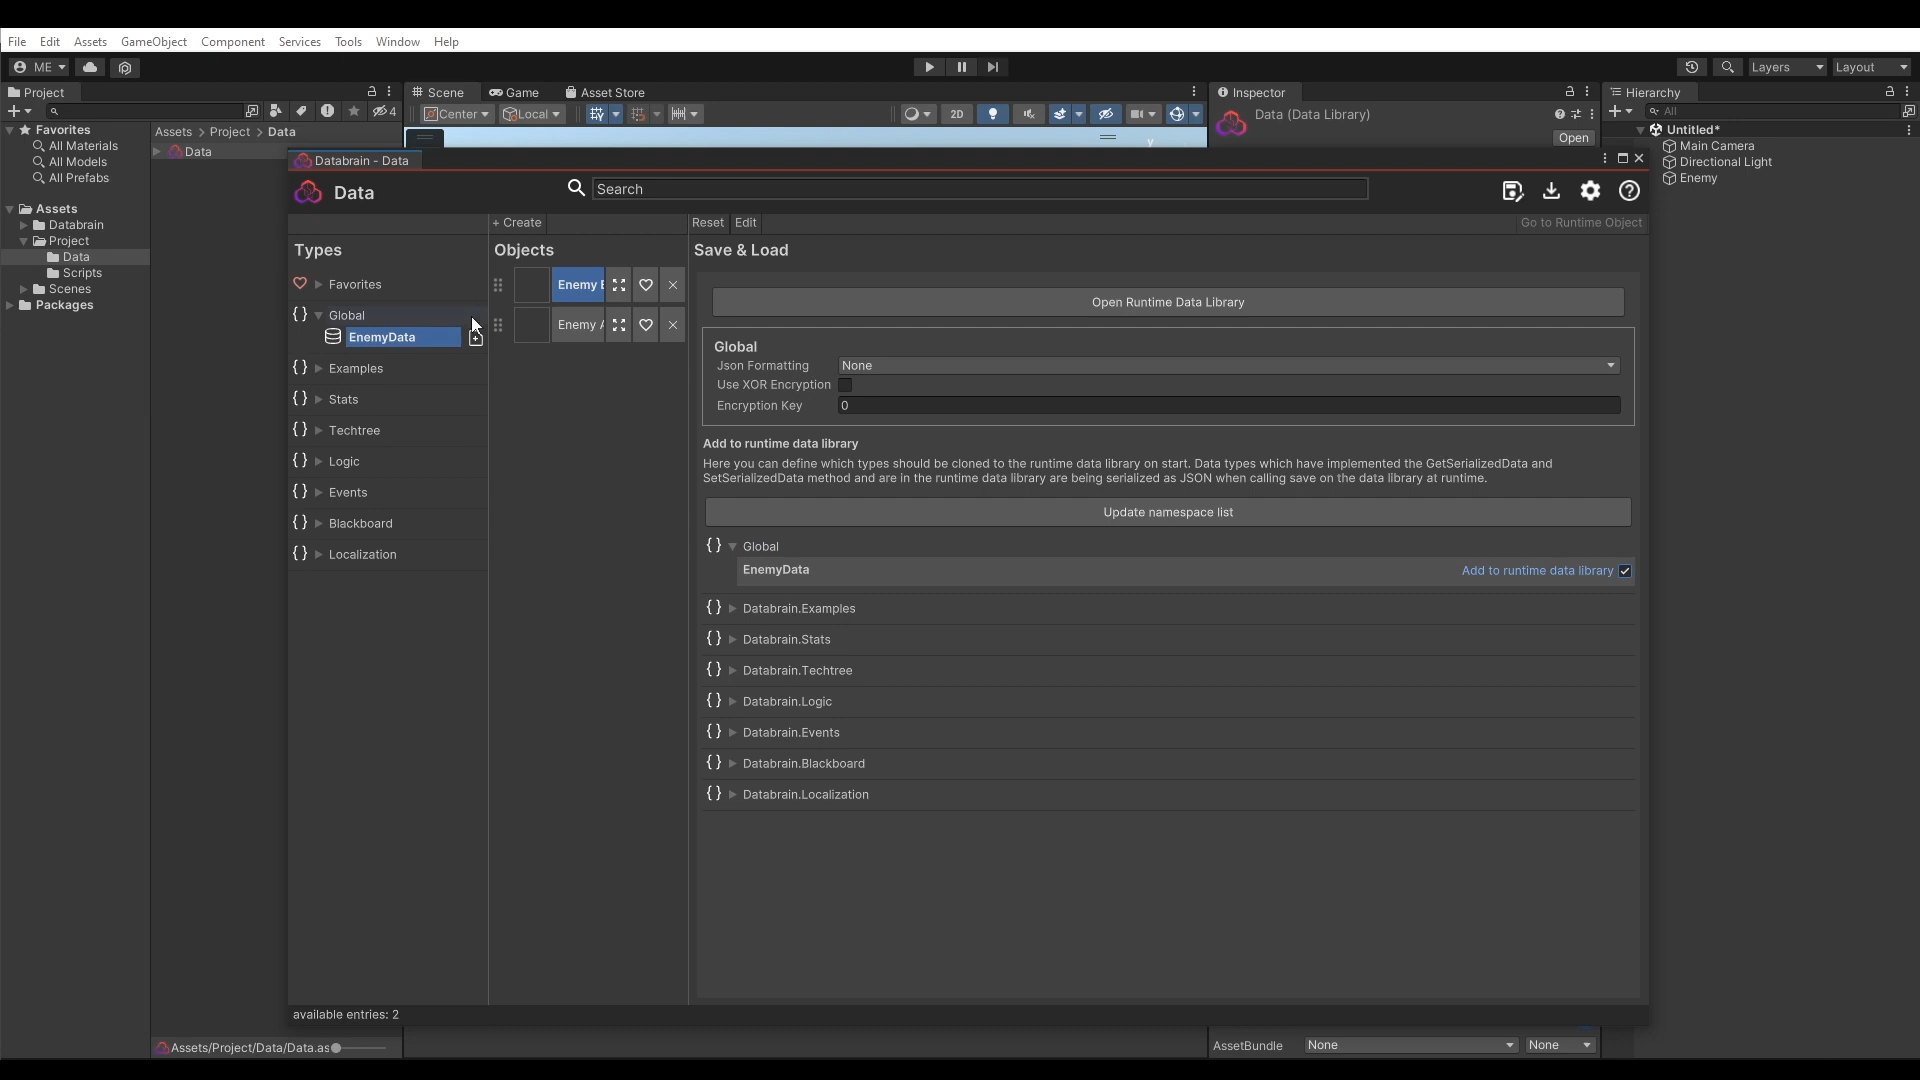 File Edit Assets GameObject Component Services Tools Window Help
ME Layers Layout
Project Scene Game Asset Store Inspector Hierarchy
Center Local 2D Data (Data Library) All
Favorites Assets > Project > Data Open Untitled*
All Materials Data Main Camera
All Models Databrain - Data Directional Light
All Prefabs Enemy
Data Search
Assets
Databrain + Create Reset Edit Go to Runtime Object
Project
Data Types Objects Save & Load
Scripts
Scenes Favorites Enemy E
Packages Open Runtime Data Library
Global Enemy A
EnemyData
Global
Json Formatting None
Use XOR Encryption
Encryption Key 0
Examples
Stats
Techtree
Logic
Events
Blackboard
Localization
Add to runtime data library
Here you can define which types should be cloned to the runtime data library on start. Data types which have implemented the GetSerializedData and
SetSerializedData method and are in the runtime data library are being serialized as JSON when calling save on the data library at runtime.
Update namespace list
Global
EnemyData Add to runtime data library
Databrain.Examples
Databrain.Stats
Databrain.Techtree
Databrain.Logic
Databrain.Events
Databrain.Blackboard
Databrain.Localization
available entries: 2
Assets/Project/Data/Data.as AssetBundle None None